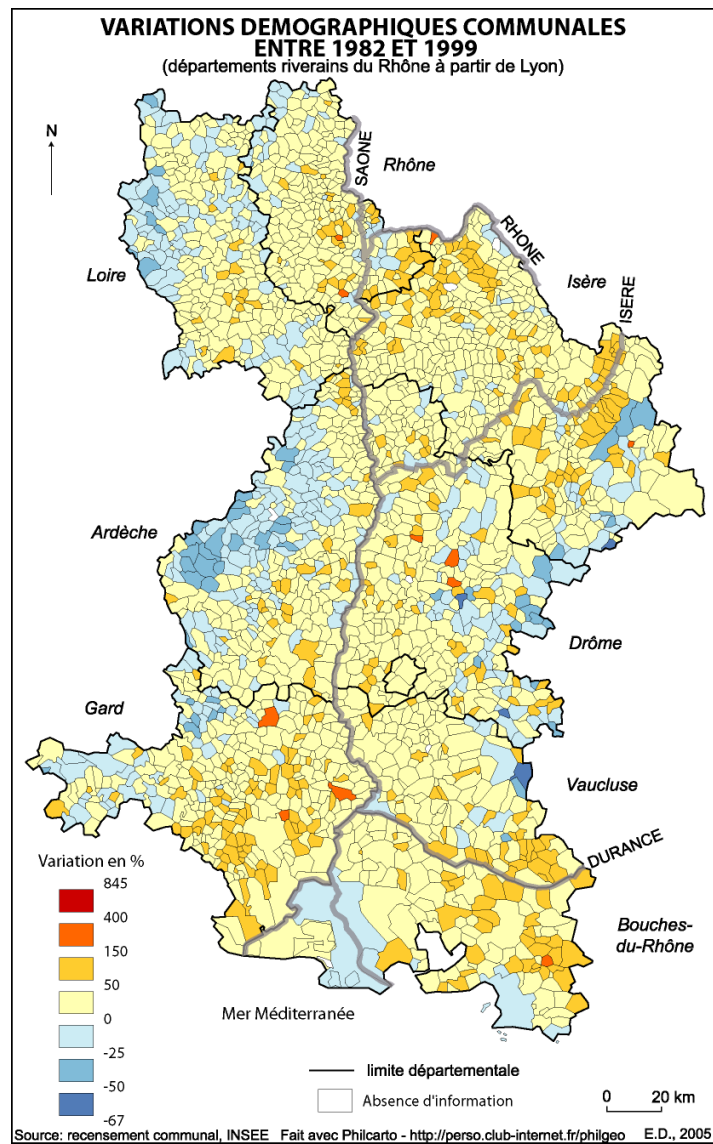 VARIATIONS DEMOGRAPHIQUES COMMUNALES
ENTRE 1982 ET 1999
(départements riverains du Rhône à partir de Lyon)
N
SAONE
Rhône
RHONE
Loire
Isère
ISERE
Ardèche
Drôme
Gard
Vaucluse
DURANCE
Variation en %
845
400
150
50
0
-25
-50
-67
Bouches-
du-Rhône
Mer Méditerranée
limite départementale
Absence d'information
0 20 km
Source: recensement communal, INSEE Fait avec Philcarto - http://perso.club-internet.fr/philgeo E.D., 2005